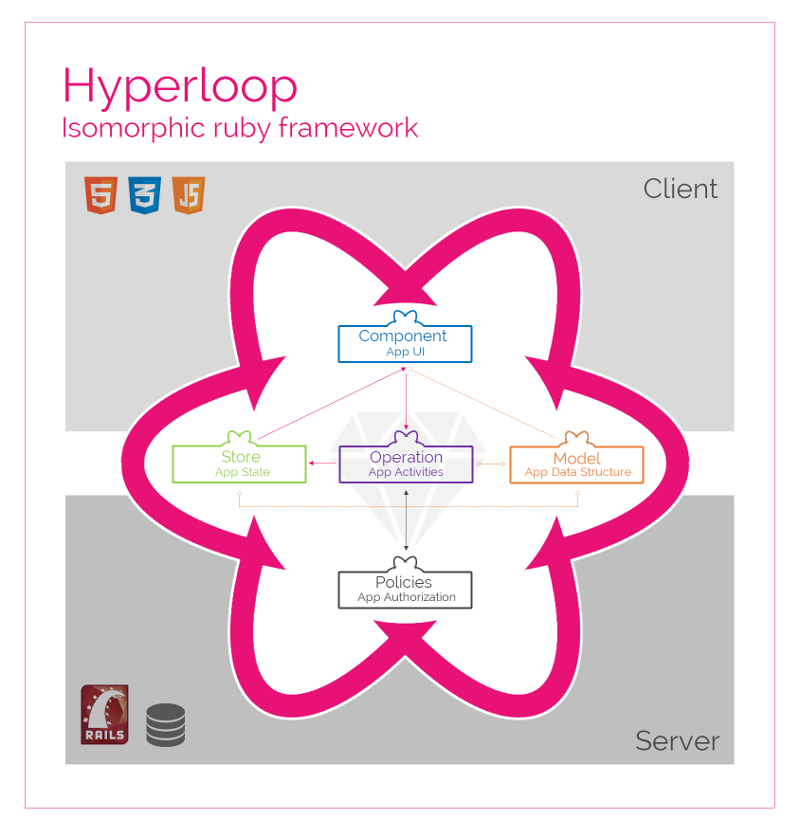 Hyperloop
Isomorphic ruby framework
5 3 JS
Client
Component
App UI
Store
App State
Operation
App Activities
Model
App Data Structure
Policies
App Authorization
RAILS
Server